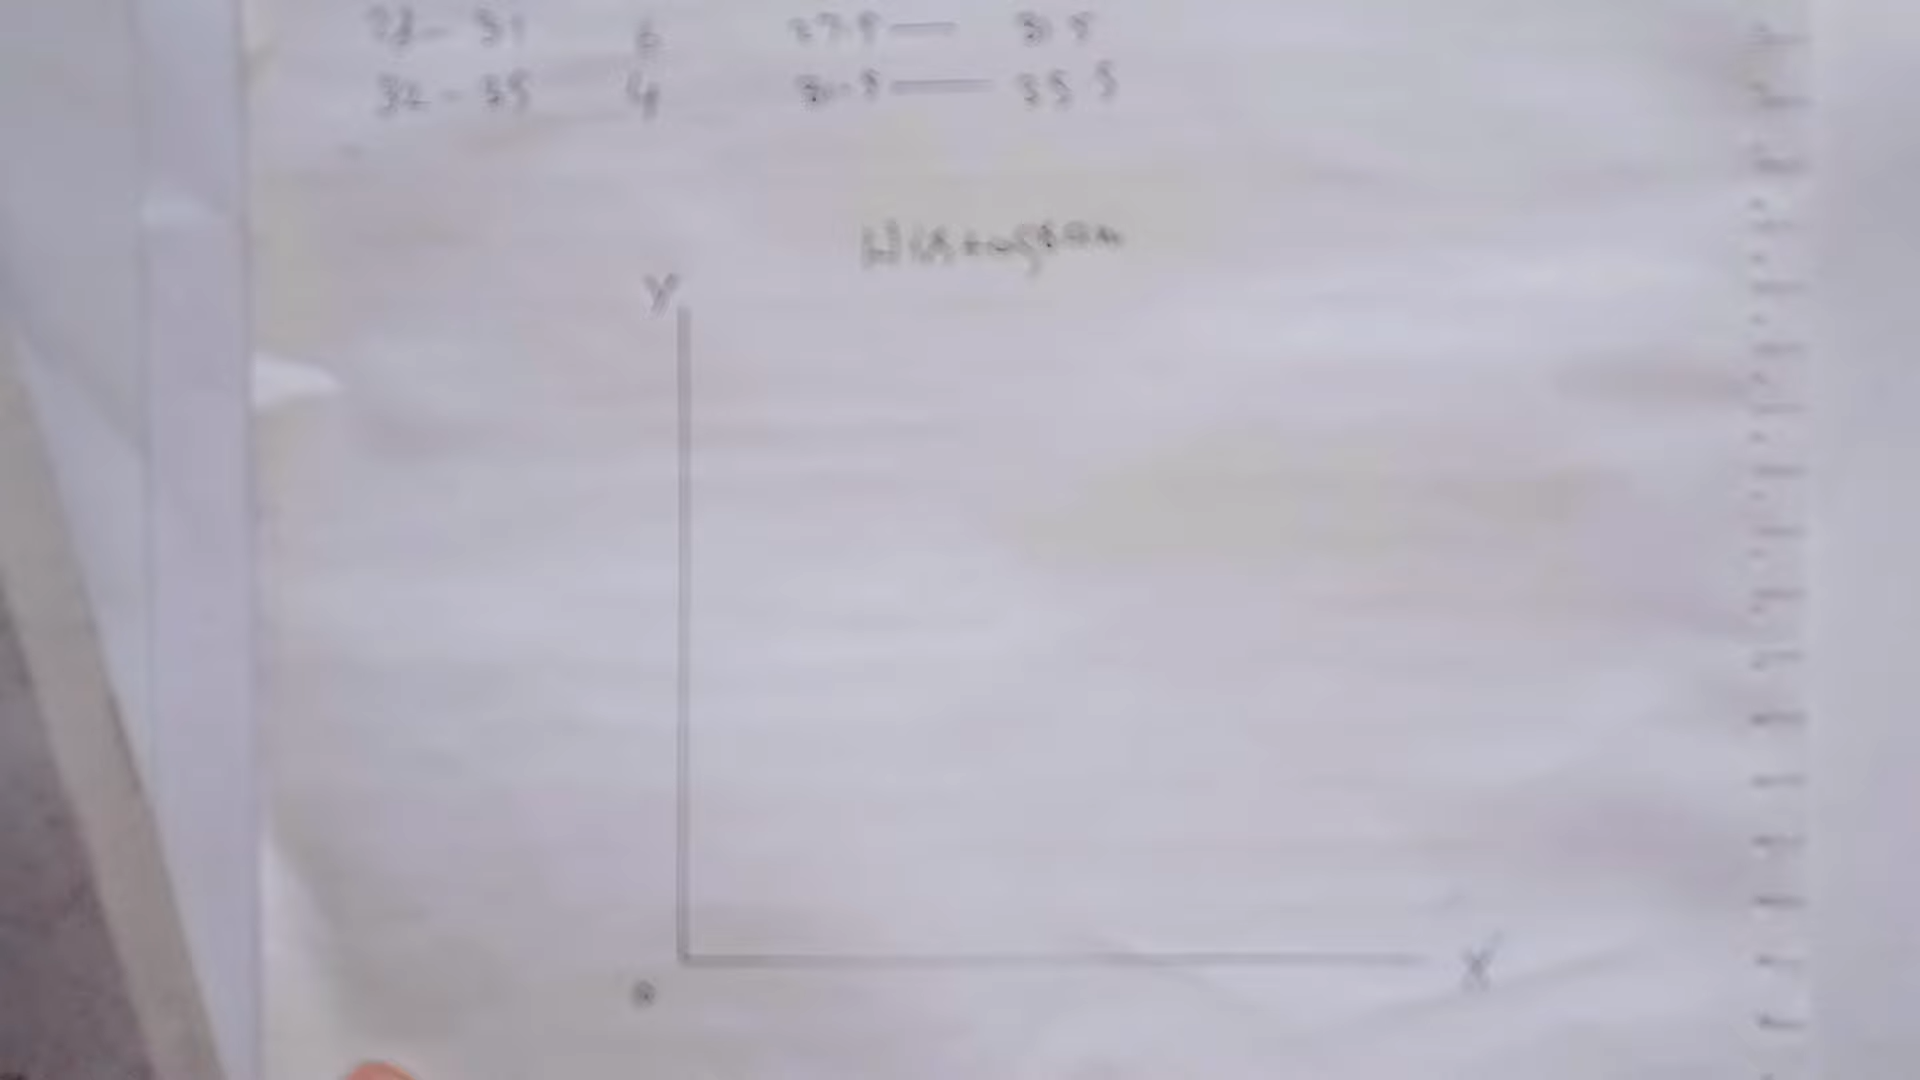 28 - 31 6 27.5 — 31.5
32 - 35 4 31.5 — 35.5
Histogram
Y
0 X